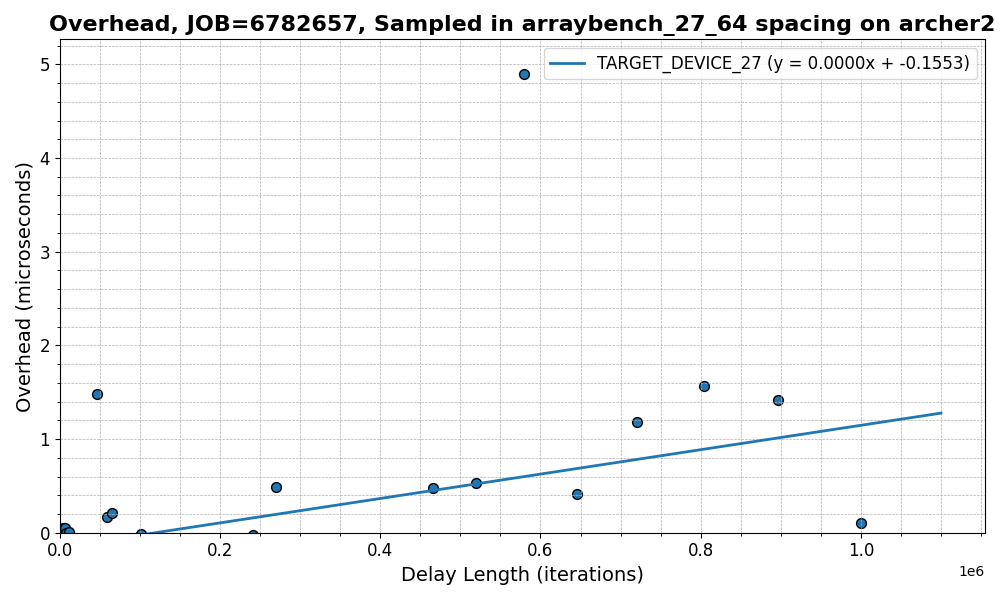 Overhead, JOB=6782657, Sampled in arraybench_27_64 spacing on archer2
TARGET_DEVICE_27 (y = 0.0000x + -0.1553)
Overhead (microseconds)
5
4
3
2
1
0
0.0 0.2 0.4 0.6 0.8 1.0
1e6
Delay Length (iterations)